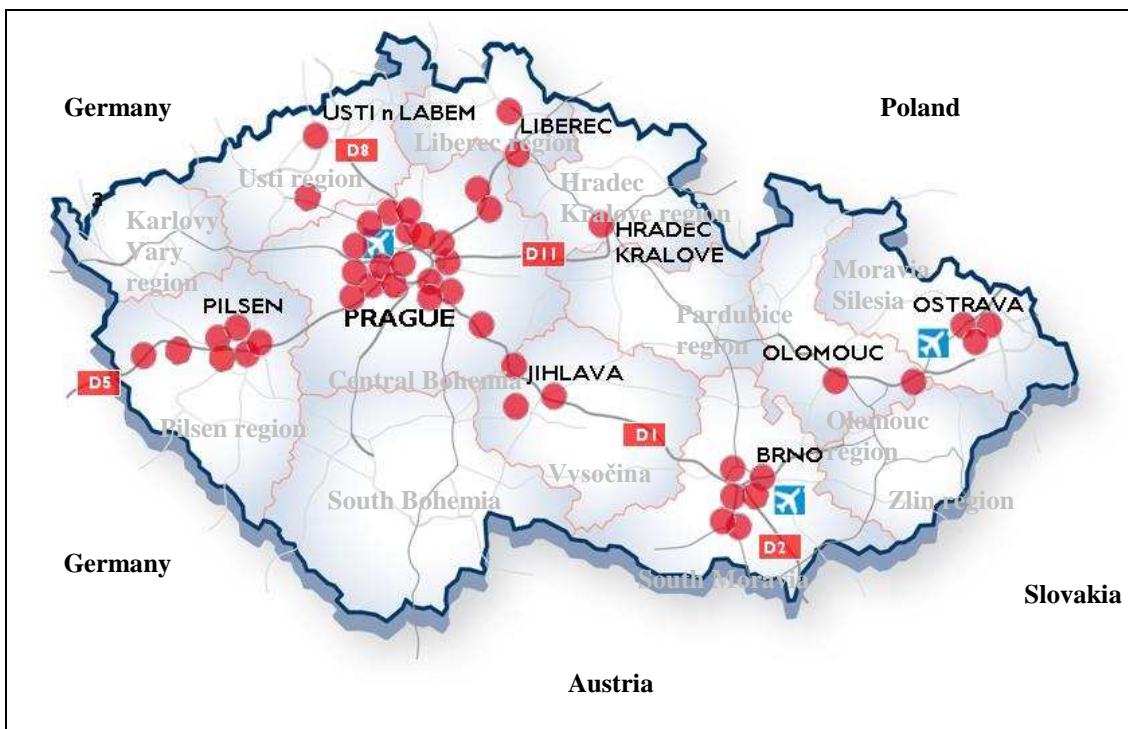 Germany
Poland
USTI n LABEM
LIBEREC
D8
Liberec region
Usti region
Hradec
Kralove region
3
Karlovy
Vary
region
HRADEC
KRALOVE
D11
Moravia
Silesia
PILSEN
PRAGUE
OSTRAVA
Pardubice
region
OLOMOUC
D5
Central Bohemia
JIHLAVA
Pilsen region
D1
Olomouc
region
BRNO
Vysočina
South Bohemia
Zlin region
D2
Germany
South Moravia
Slovakia
Austria